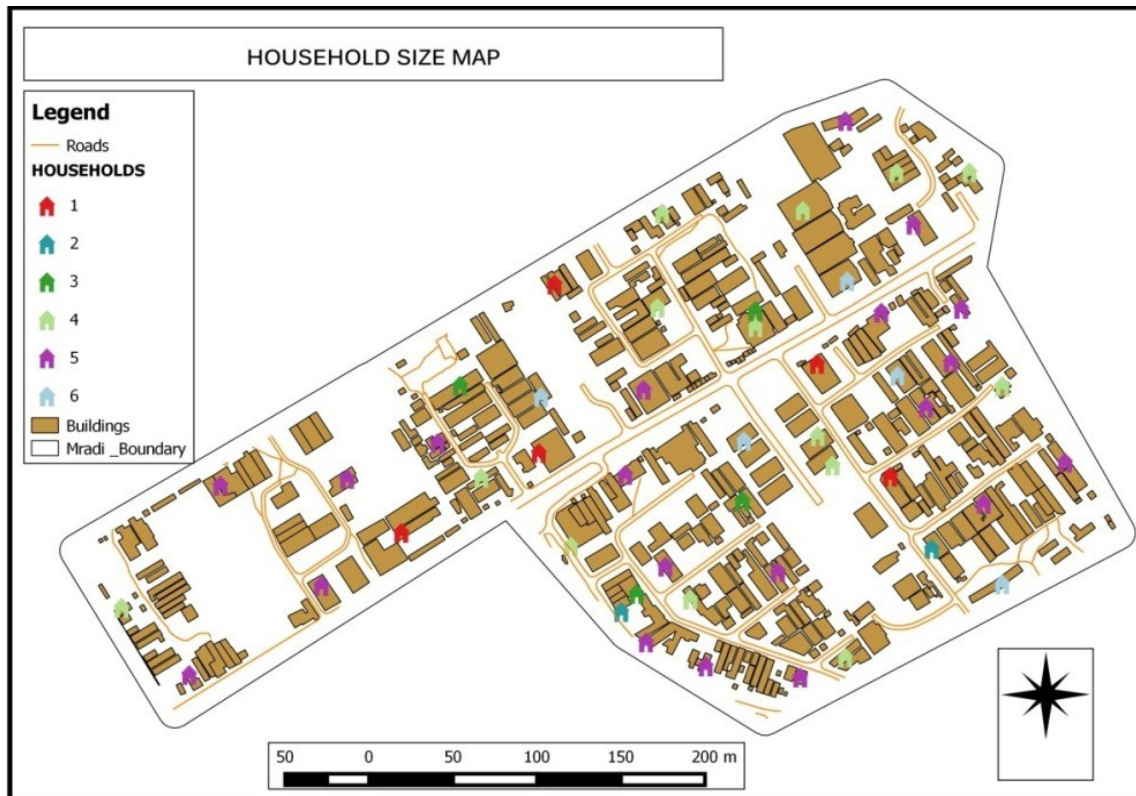 HOUSEHOLD SIZE MAP
Legend
Roads
HOUSEHOLDS
1
2
3
4
5
6
Buildings
Mradi _Boundary
50 0 50 100 150 200 m